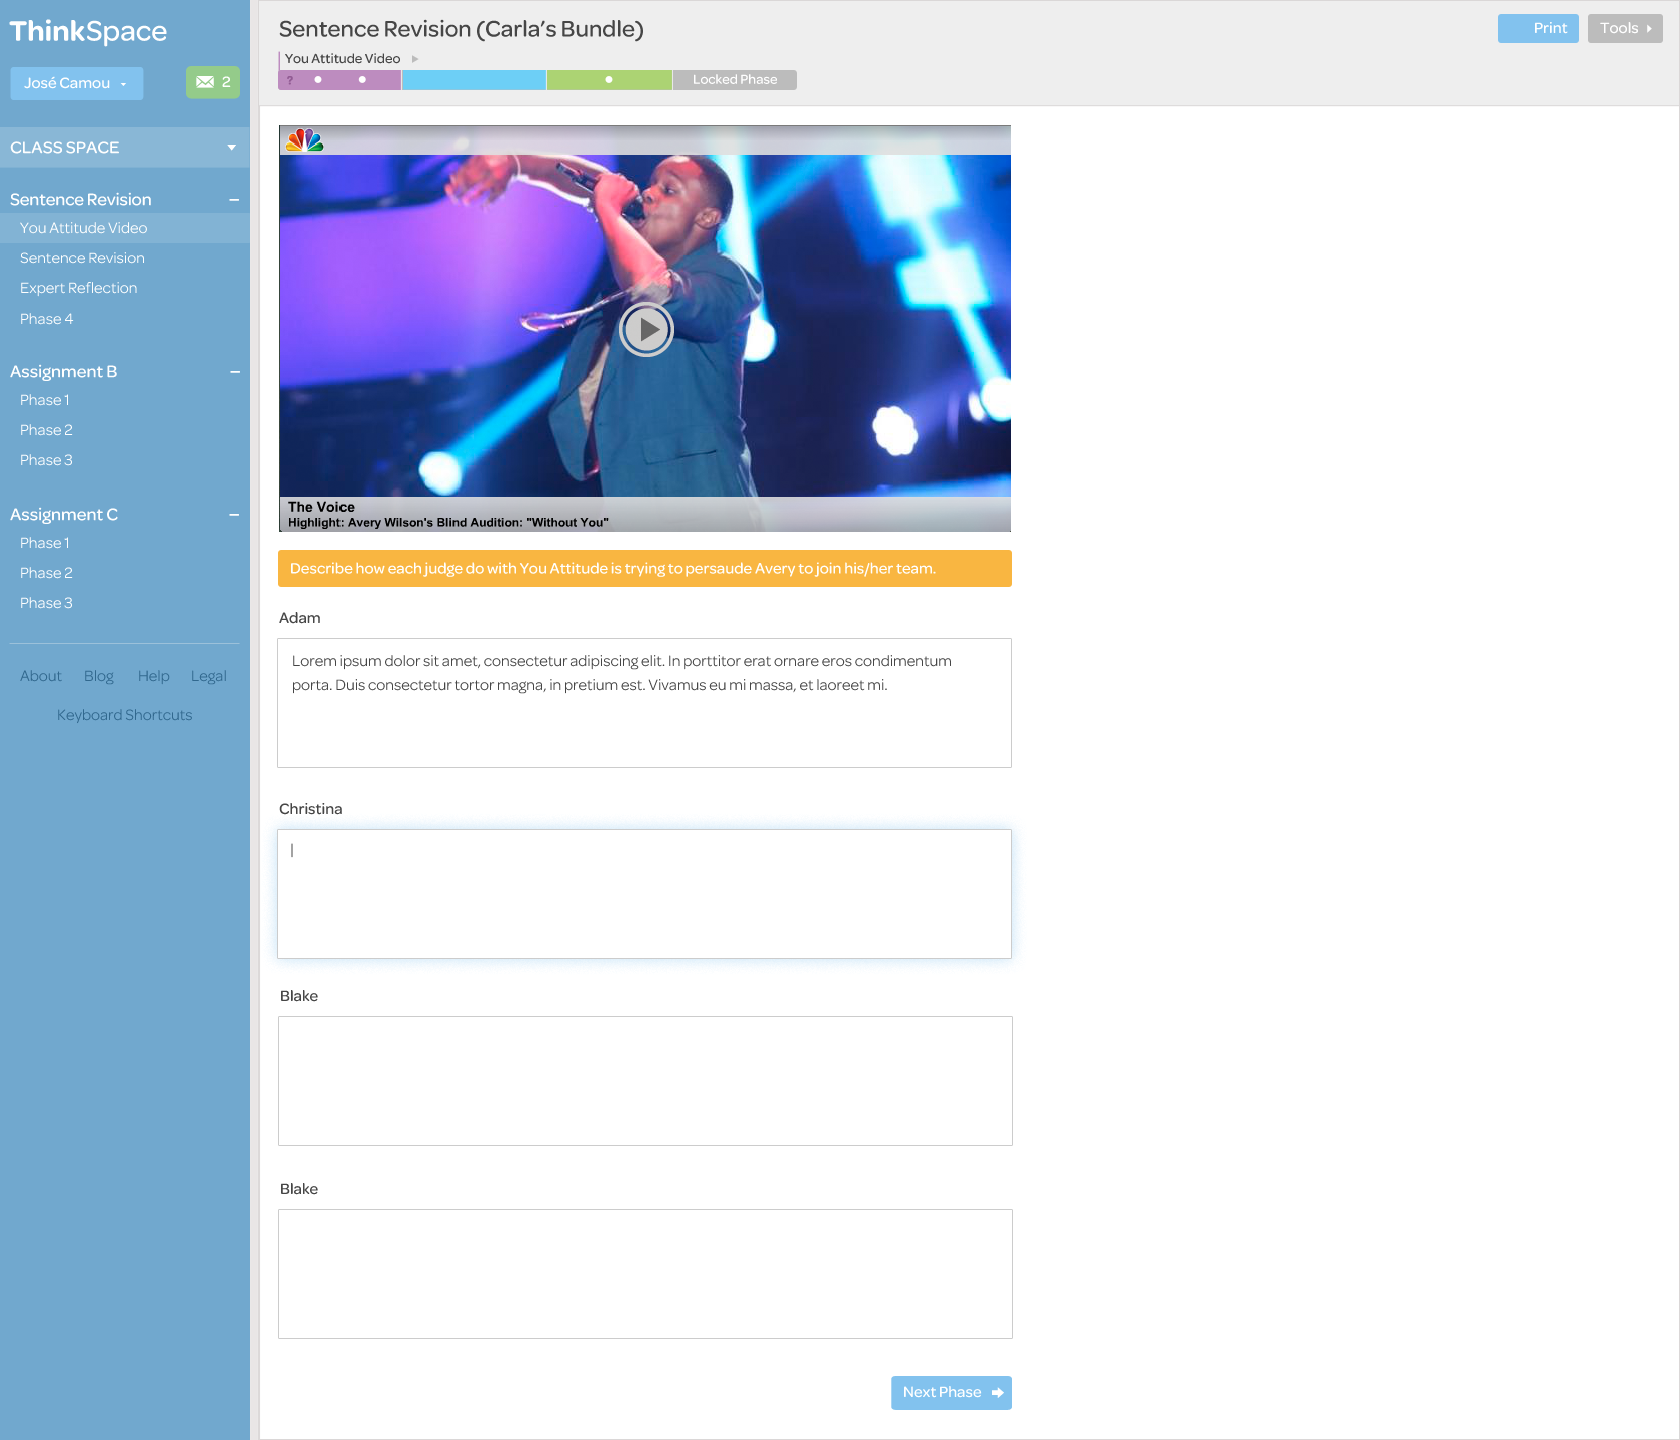 ThinkSpace
José Camou
2
CLASS SPACE
Sentence Revision
You Attitude Video
Sentence Revision
Expert Reflection
Phase 4
Assignment B
Phase 1
Phase 2
Phase 3
Assignment C
Phase 1
Phase 2
Phase 3
About Blog Help Legal
Keyboard Shortcuts
Sentence Revision (Carla’s Bundle)
Print
Tools
You Attitude Video
?
Locked Phase
The Voice
Highlight: Avery Wilson's Blind Audition: "Without You"
Describe how each judge do with You Attitude is trying to persaude Avery to join his/her team.
Adam
Lorem ipsum dolor sit amet, consectetur adipiscing elit. In porttitor erat ornare eros condimentum
porta. Duis consectetur tortor magna, in pretium est. Vivamus eu mi massa, et laoreet mi.
Christina
Blake
Blake
Next Phase